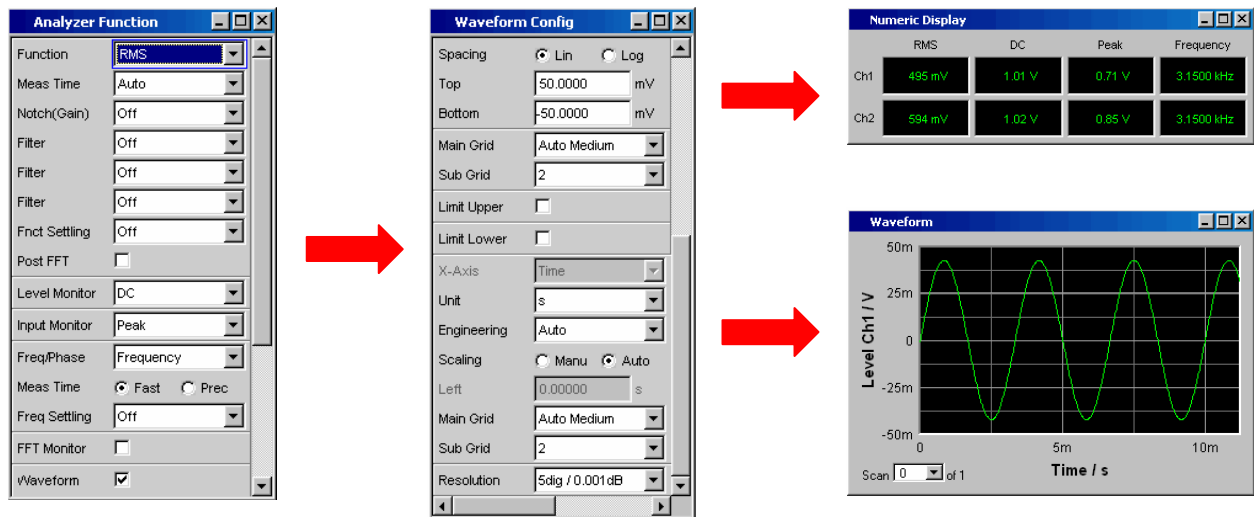 Analyzer Function
Function RMS
Meas Time Auto
Notch(Gain) Off
Filter Off
Filter Off
Filter Off
Fnct Settling Off
Post FFT
Level Monitor DC
Input Monitor Peak
Freq/Phase Frequency
Meas Time Fast Prec
Freq Settling Off
FFT Monitor
Waveform
Waveform Config
Spacing Lin Log
Top 50.0000 mV
Bottom -50.0000 mV
Main Grid Auto Medium
Sub Grid 2
Limit Upper
Limit Lower
X-Axis Time
Unit s
Engineering Auto
Scaling Manu Auto
Left 0.00000 s
Main Grid Auto Medium
Sub Grid 2
Resolution 5dig / 0.001dB
Numeric Display
RMS DC Peak Frequency
Ch1 495 mV 1.01 V 0.71 V 3.1500 kHz
Ch2 594 mV 1.02 V 0.85 V 3.1500 kHz
Waveform
Level Ch1 / V
50m
25m
0
-25m
-50m
0 5m 10m
Time / s
Scan 0 of 1